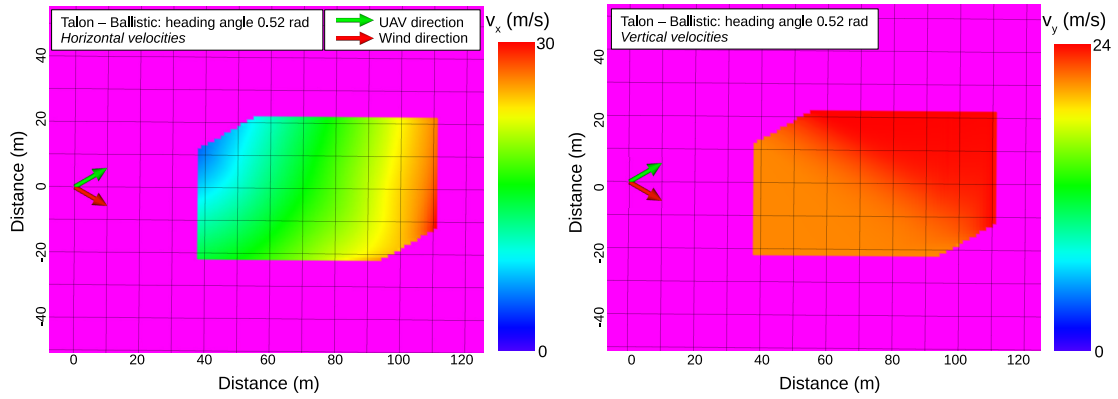 Talon – Ballistic: heading angle 0.52 rad
Horizontal velocities
UAV direction
Wind direction
v_x (m/s)
30
0
40
20
0
-20
-40
Distance (m)
0
20
40
60
80
100
120
Distance (m)
Talon – Ballistic: heading angle 0.52 rad
Vertical velocities
v_y (m/s)
24
0
40
20
0
-20
-40
Distance (m)
0
20
40
60
80
100
120
Distance (m)